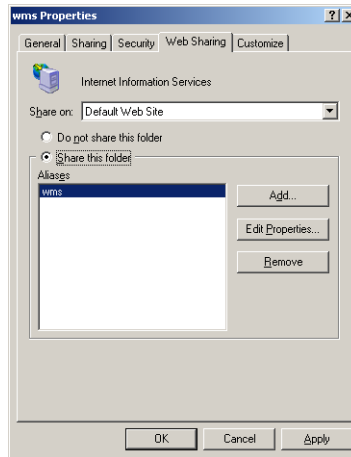 wms Properties
General Sharing Security Web Sharing Customize
Internet Information Services
Share on: Default Web Site
Do not share this folder
Share this folder
Aliases
wms
Add...
Edit Properties...
Remove
OK Cancel Apply